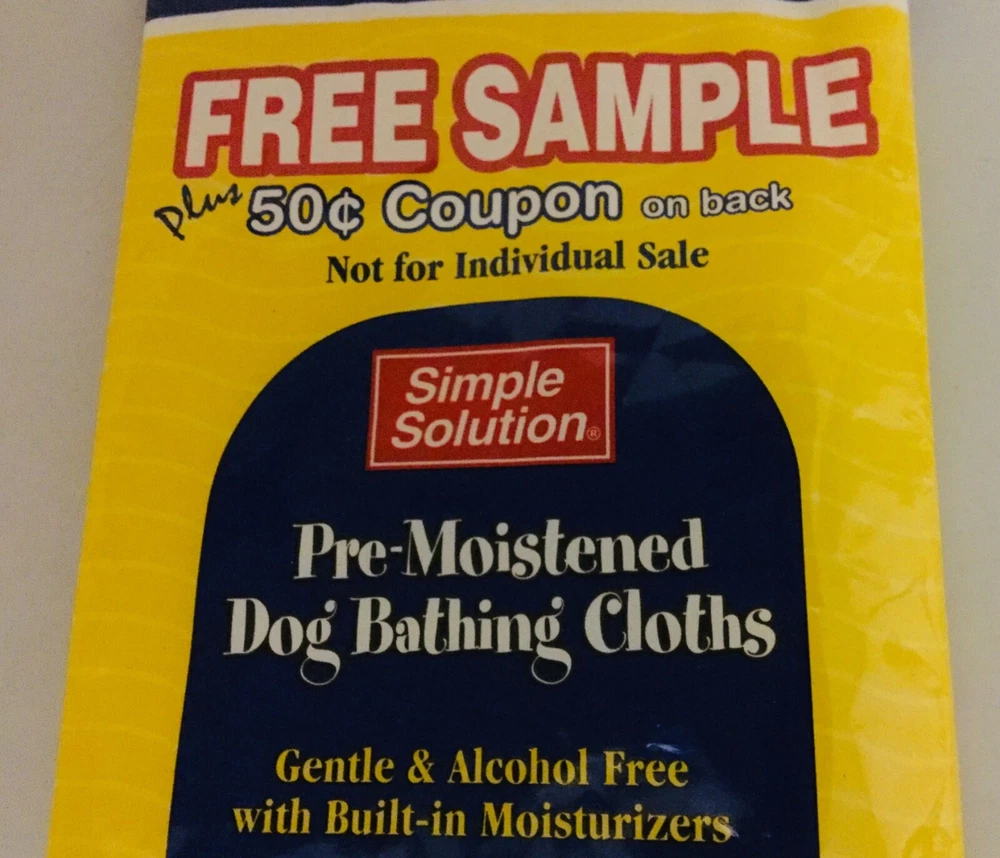 FREE SAMPLE
plus 50¢ Coupon on back
Not for Individual Sale
Simple
Solution®
Pre-Moistened
Dog Bathing Cloths
Gentle & Alcohol Free
with Built-in Moisturizers